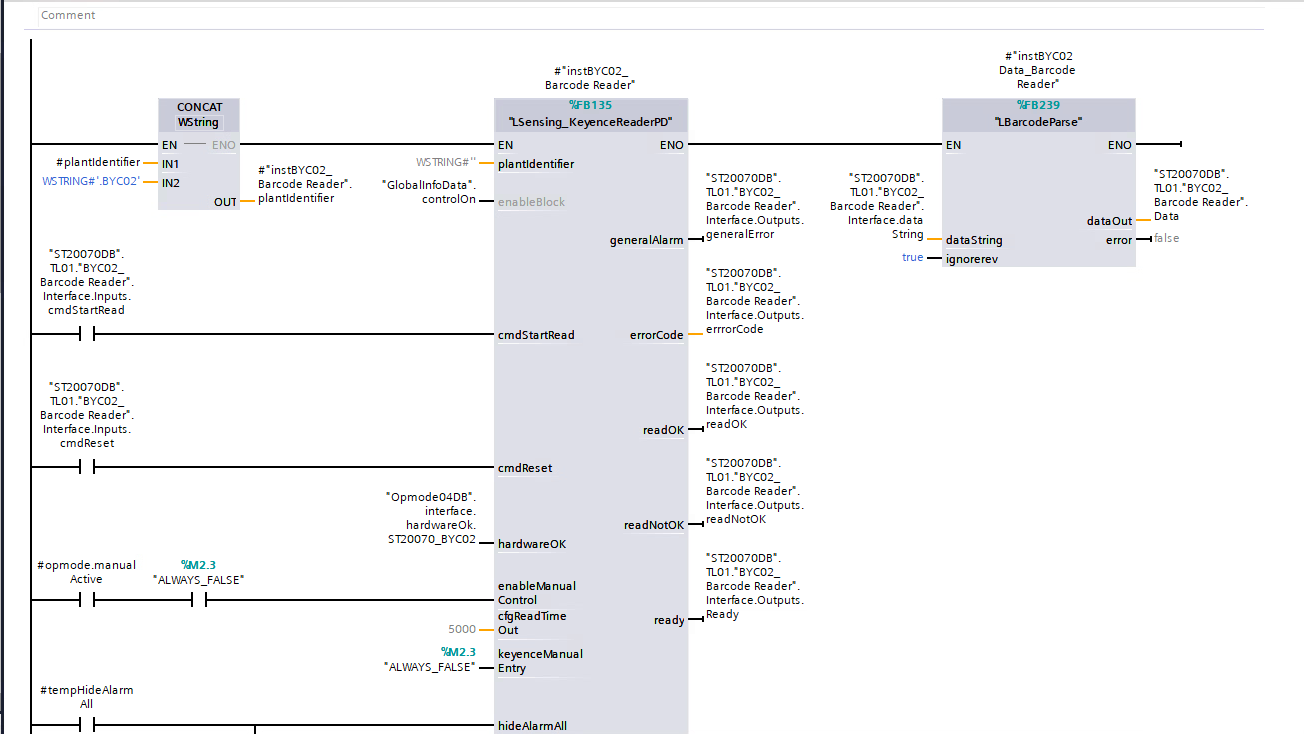 Comment
CONCAT
WString
EN
ENO
#plantIdentifier
IN1
WSTRING#'.BYC02'
IN2
OUT
#"instBYC02_
Barcode Reader".
plantIdentifier
#"instBYC02_
Barcode Reader"
%FB135
"LSensing_KeyenceReaderPD"
EN
ENO
WSTRING#''
plantIdentifier
"GlobalInfoData".
controlOn
enableBlock
generalAlarm
"ST20070DB".
TL01."BYC02_
Barcode Reader".
Interface.Outputs.
generalError
"ST20070DB".
TL01."BYC02_
Barcode Reader".
Interface.Inputs.
cmdStartRead
cmdStartRead
errorCode
"ST20070DB".
TL01."BYC02_
Barcode Reader".
Interface.Outputs.
errrorCode
"ST20070DB".
TL01."BYC02_
Barcode Reader".
Interface.Inputs.
cmdReset
cmdReset
readOK
"ST20070DB".
TL01."BYC02_
Barcode Reader".
Interface.Outputs.
readOK
"Opmode04DB".
interface.
hardwareOk.
ST20070_BYC02
hardwareOK
readNotOK
"ST20070DB".
TL01."BYC02_
Barcode Reader".
Interface.Outputs.
readNotOK
#opmode.manual
Active
%M2.3
"ALWAYS_FALSE"
enableManual
Control
5000
cfgReadTime
Out
ready
"ST20070DB".
TL01."BYC02_
Barcode Reader".
Interface.Outputs.
Ready
%M2.3
"ALWAYS_FALSE"
keyenceManual
Entry
#tempHideAlarm
All
hideAlarmAll
#"instBYC02
Data_Barcode
Reader"
%FB239
"LBarcodeParse"
EN
ENO
"ST20070DB".
TL01."BYC02_
Barcode Reader".
Interface.data
String
dataString
true
ignorerev
dataOut
"ST20070DB".
TL01."BYC02_
Barcode Reader".
Data
error
false